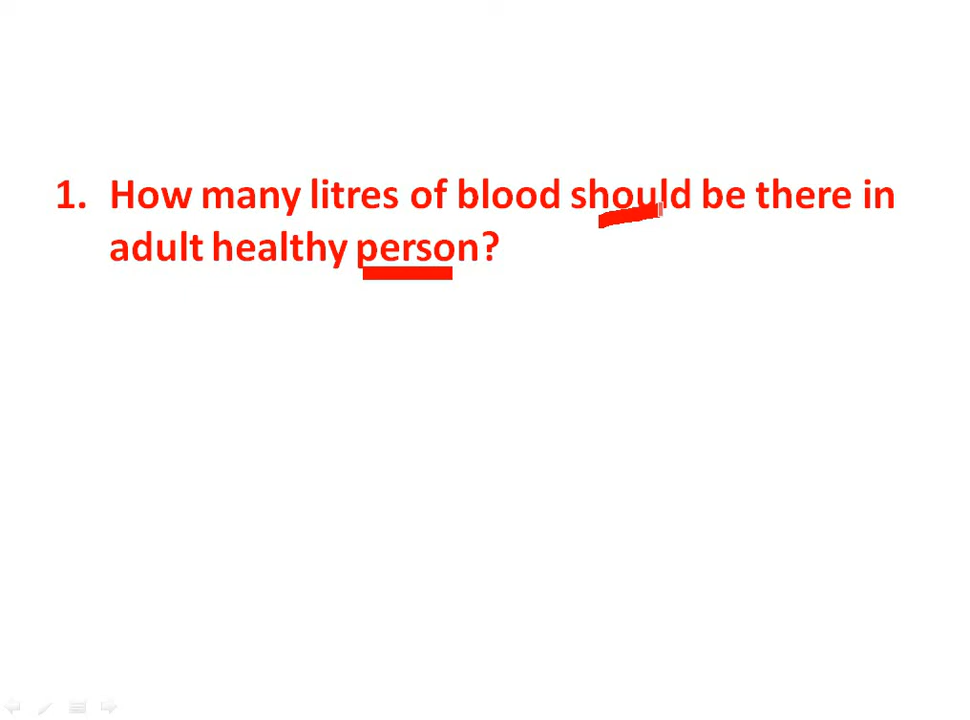 1. How many litres of blood should be there in
adult healthy person?